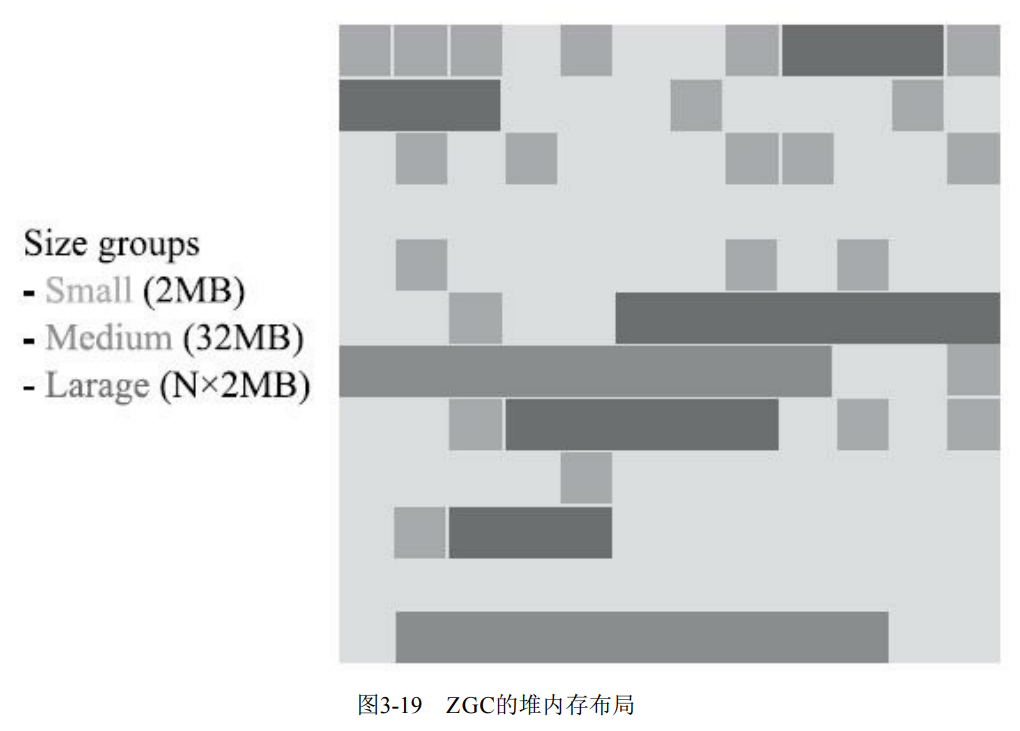 Size groups
- Small (2MB)
- Medium (32MB)
- Larage (N×2MB)
图3-19 ZGC的堆内存布局